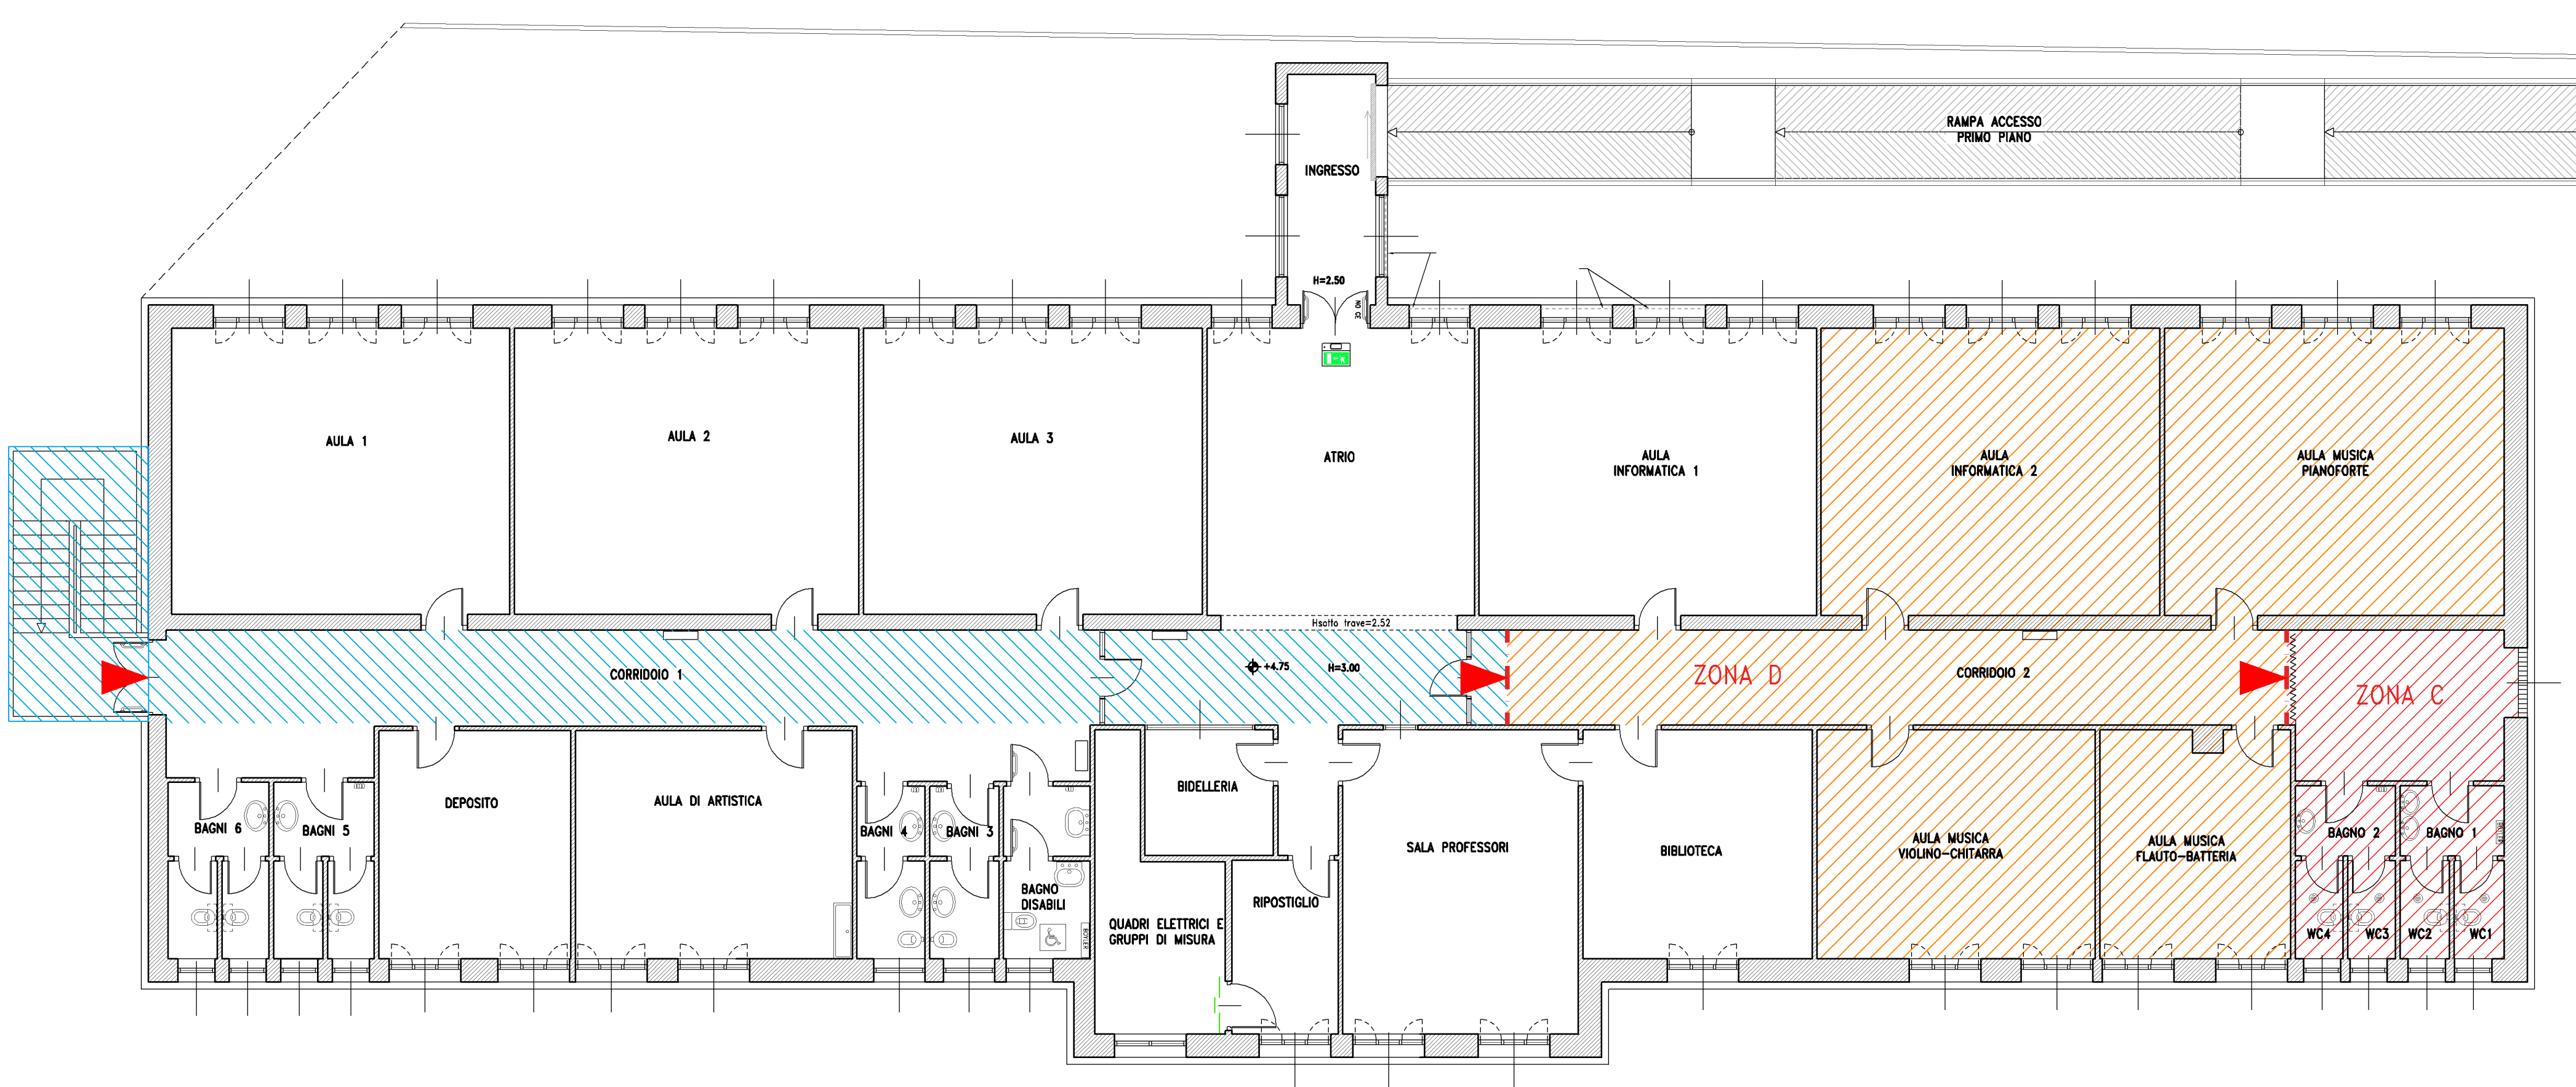 RAMPA ACCESSO
PRIMO PIANO
INGRESSO
H=2.50
AULA 1
AULA 2
AULA 3
ATRIO
AULA
INFORMATICA 1
AULA
INFORMATICA 2
AULA MUSICA
PIANOFORTE
Hsotto trave=2.52
CORRIDOIO 1
+4.75
H=3.00
ZONA D
CORRIDOIO 2
ZONA C
DEPOSITO
AULA DI ARTISTICA
BIDELLERIA
BAGNI 6
BAGNI 5
BAGNI 4
BAGNI 3
SALA PROFESSORI
BIBLIOTECA
AULA MUSICA
VIOLINO-CHITARRA
AULA MUSICA
FLAUTO-BATTERIA
BAGNO 2
BAGNO 1
BAGNO
DISABILI
BOYLER
RIPOSTIGLIO
QUADRI ELETTRICI E
GRUPPI DI MISURA
WC4
WC3
WC2
WC1